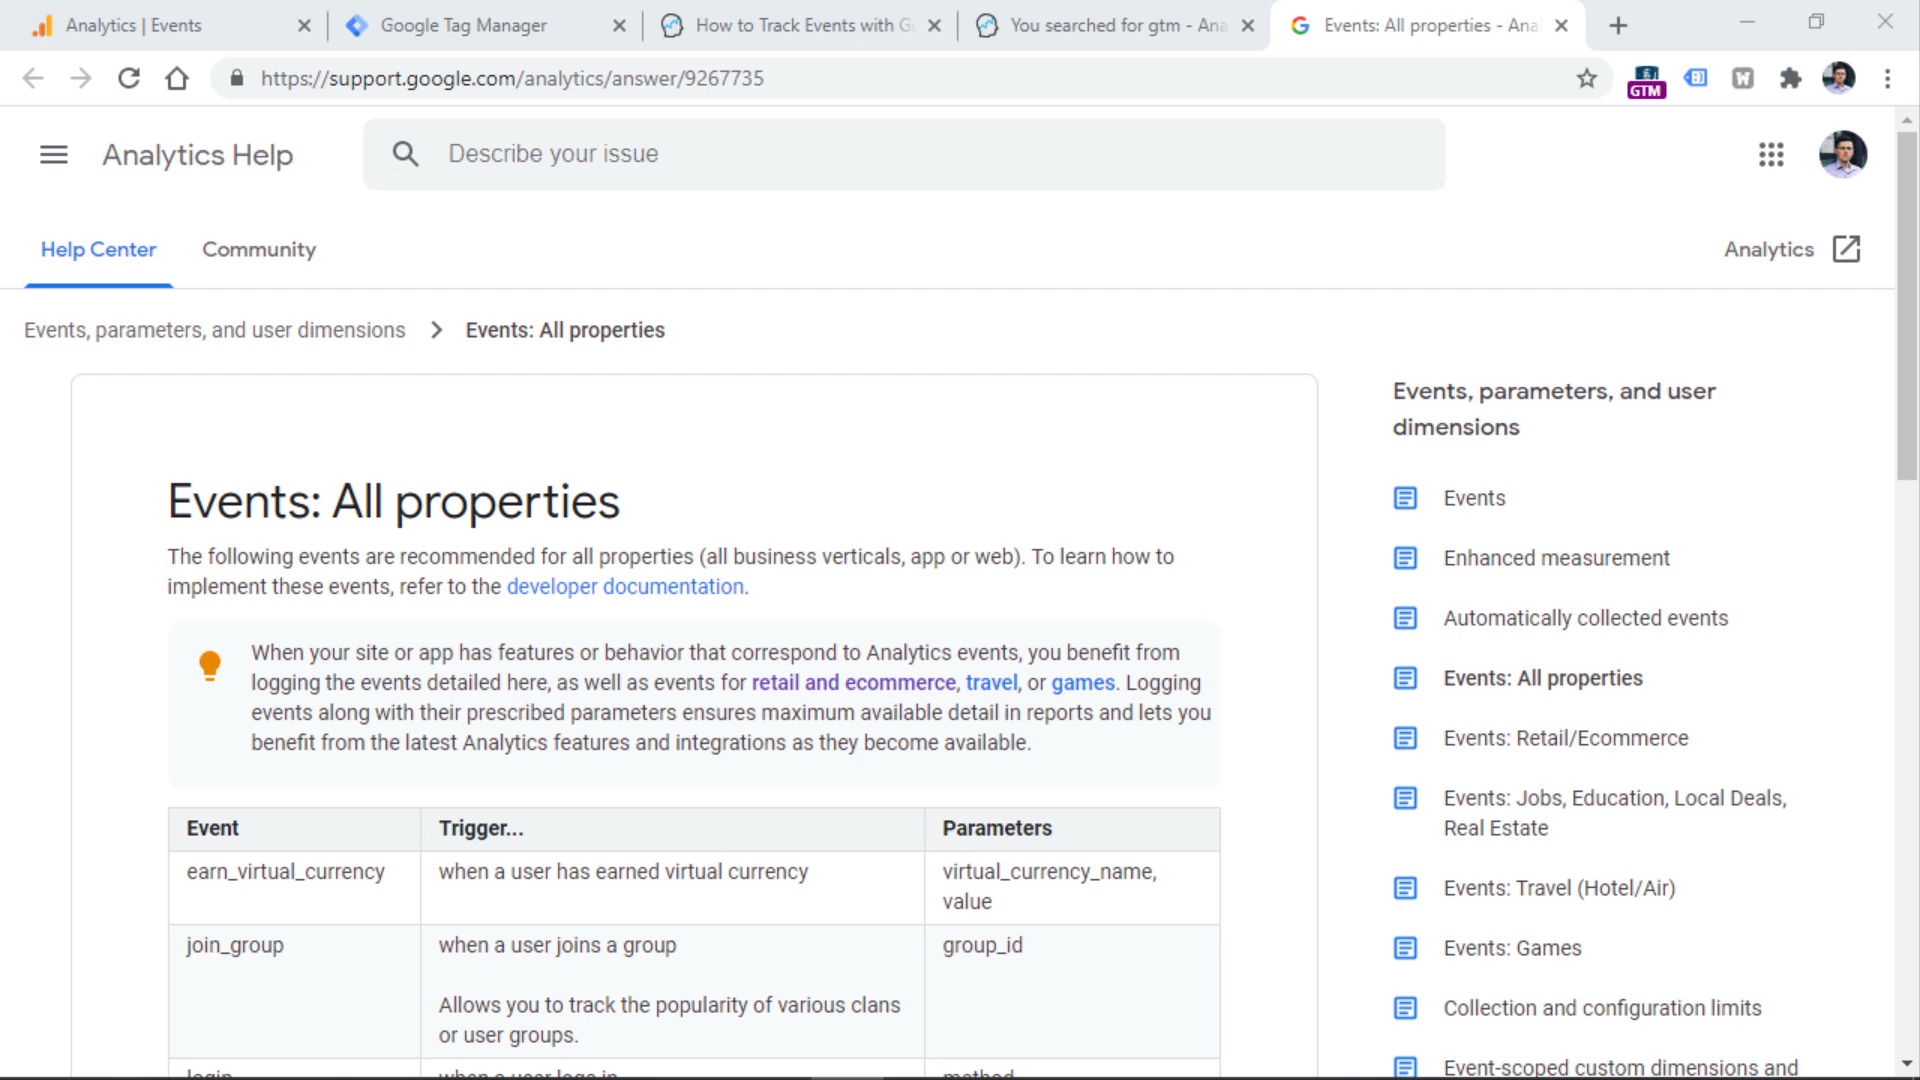 Analytics | Events
Google Tag Manager
How to Track Events with G
You searched for gtm - Ana
Events: All properties - Ana
https://support.google.com/analytics/answer/9267735
GTM
W
Analytics Help
Describe your issue
Help Center
Community
Analytics
Events, parameters, and user dimensions > Events: All properties
Events: All properties
The following events are recommended for all properties (all business verticals, app or web). To learn how to
implement these events, refer to the developer documentation.
When your site or app has features or behavior that correspond to Analytics events, you benefit from
logging the events detailed here, as well as events for retail and ecommerce, travel, or games. Logging
events along with their prescribed parameters ensures maximum available detail in reports and lets you
benefit from the latest Analytics features and integrations as they become available.
Event
Trigger...
Parameters
earn_virtual_currency
when a user has earned virtual currency
virtual_currency_name,
value
join_group
when a user joins a group
group_id
Allows you to track the popularity of various clans
or user groups.
login
when a user logs in
method
Events, parameters, and user
dimensions
Events
Enhanced measurement
Automatically collected events
Events: All properties
Events: Retail/Ecommerce
Events: Jobs, Education, Local Deals,
Real Estate
Events: Travel (Hotel/Air)
Events: Games
Collection and configuration limits
Event-scoped custom dimensions and